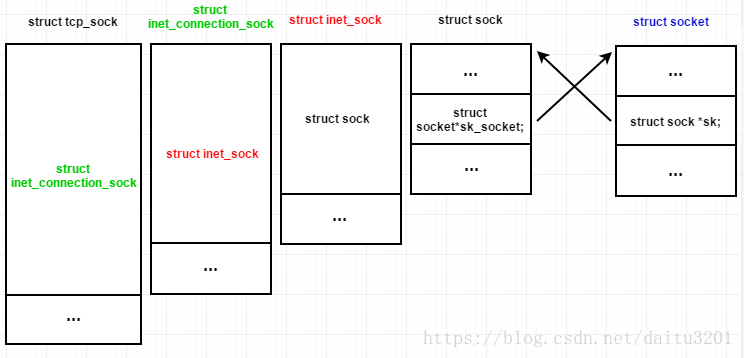 struct tcp_sock
struct
inet_connection_sock
struct inet_sock
struct sock
struct socket
struct
inet_connection_sock
...
struct inet_sock
...
struct sock
...
...
struct
socket*sk_socket;
...
...
struct sock *sk;
...
https://blog.csdn.net/daitu3201